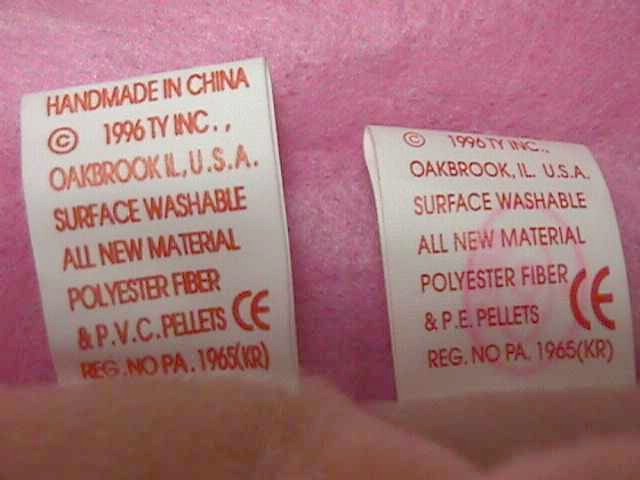 HANDMADE IN CHINA
© 1996 TY INC.,
OAKBROOK IL, U.S.A.
SURFACE WASHABLE
ALL NEW MATERIAL
POLYESTER FIBER
& P.V.C. PELLETS CE
REG. NO PA. 1965(KR)
© 1996 TY INC.,
OAKBROOK, IL. U.S.A.
SURFACE WASHABLE
ALL NEW MATERIAL
POLYESTER FIBER
& P.E. PELLETS CE
REG. NO PA. 1965(KR)